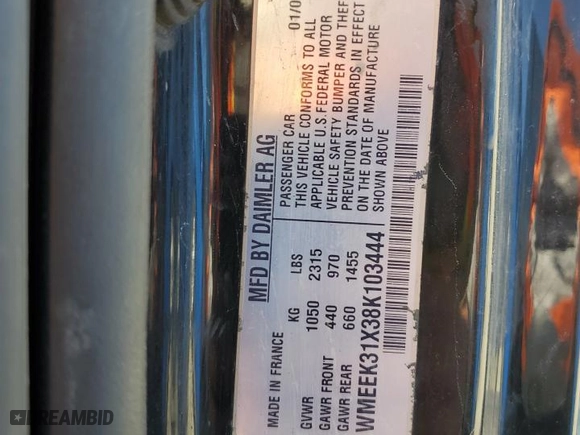 MFD BY DAIMLER AG
MADE IN FRANCE
PASSENGER CAR 01/0
THIS VEHICLE CONFORMS TO ALL
APPLICABLE U.S. FEDERAL MOTOR
VEHICLE SAFETY BUMPER AND THEF
PREVENTION STANDARDS IN EFFECT
ON THE DATE OF MANUFACTURE
SHOWN ABOVE
KG LBS
GVWR 1050 2315
GAWR FRONT 440 970
GAWR REAR 660 1455
WMEEK31X38K103444
DREAMBID